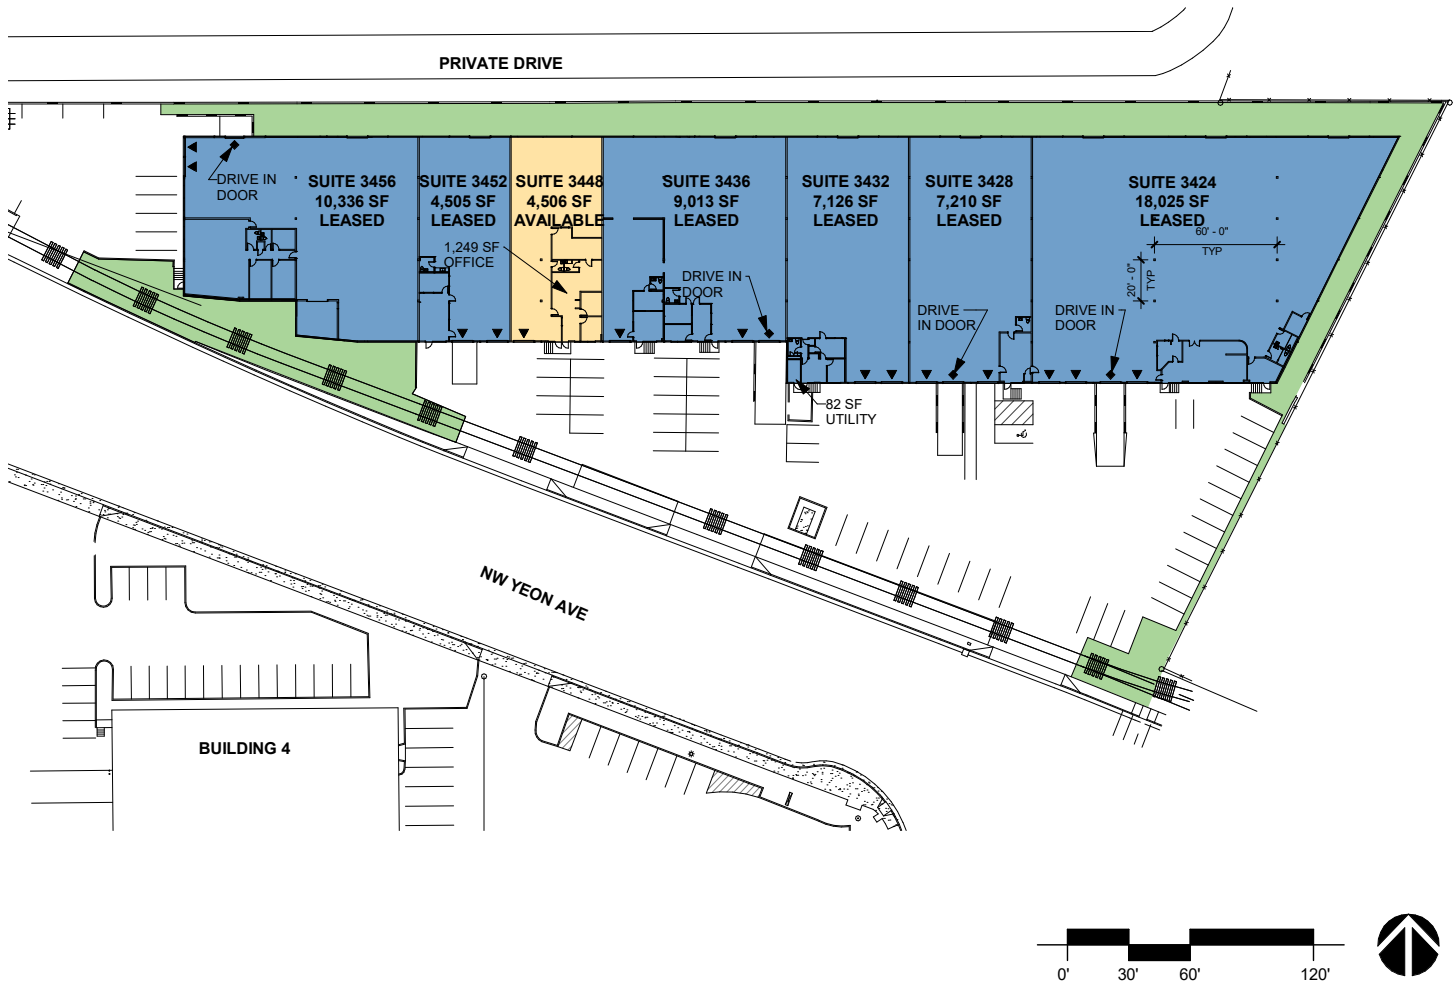 PRIVATE DRIVE
SUITE 3456
10,336 SF
LEASED
SUITE 3452
4,505 SF
LEASED
SUITE 3448
4,506 SF
AVAILABLE
SUITE 3436
9,013 SF
LEASED
SUITE 3432
7,126 SF
LEASED
SUITE 3428
7,210 SF
LEASED
SUITE 3424
18,025 SF
LEASED
DRIVE IN
DOOR
1,249 SF
OFFICE
DRIVE IN
DOOR
DRIVE
IN DOOR
DRIVE IN
DOOR
60' - 0"
TYP
20' - 0"
TYP
82 SF
UTILITY
NW YEON AVE
BUILDING 4
0' 30' 60' 120'